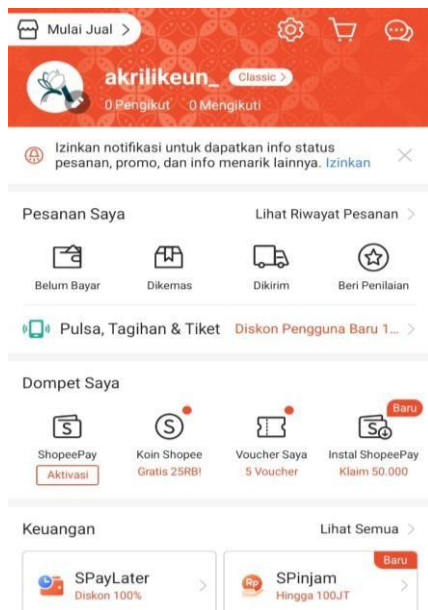 Mulai Jual >
akrilikeun_ Classic >
0 Pengikut 0 Mengikuti
Izinkan notifikasi untuk dapatkan info status
pesanan, promo, dan info menarik lainnya. Izinkan
Pesanan Saya Lihat Riwayat Pesanan >
Belum Bayar Dikemas Dikirim Beri Penilaian
Pulsa, Tagihan & Tiket Diskon Pengguna Baru 1... >
Dompet Saya
Baru
ShopeePay Koin Shopee Voucher Saya Instal ShopeePay
Aktivasi Gratis 25RB! 5 Voucher Klaim 50.000
Keuangan Lihat Semua >
Baru
SPayLater > SPinjam >
Diskon 100% Hingga 100JT